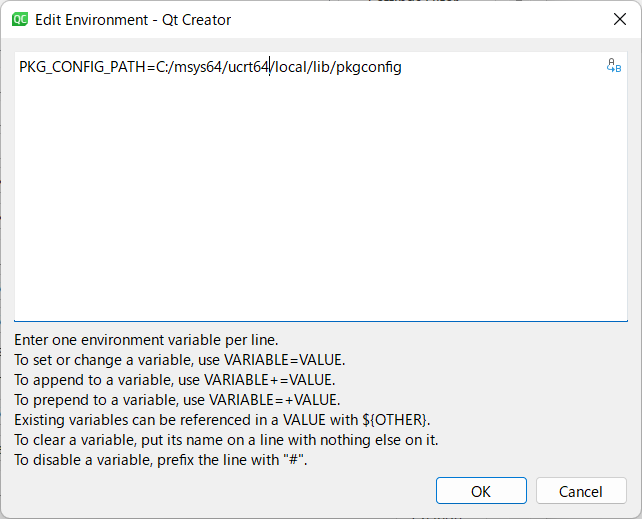 QC Edit Environment - Qt Creator
PKG_CONFIG_PATH=C:/msys64/ucrt64/local/lib/pkgconfig
Enter one environment variable per line.
To set or change a variable, use VARIABLE=VALUE.
To append to a variable, use VARIABLE+=VALUE.
To prepend to a variable, use VARIABLE=+VALUE.
Existing variables can be referenced in a VALUE with ${OTHER}.
To clear a variable, put its name on a line with nothing else on it.
To disable a variable, prefix the line with "#".
OK Cancel